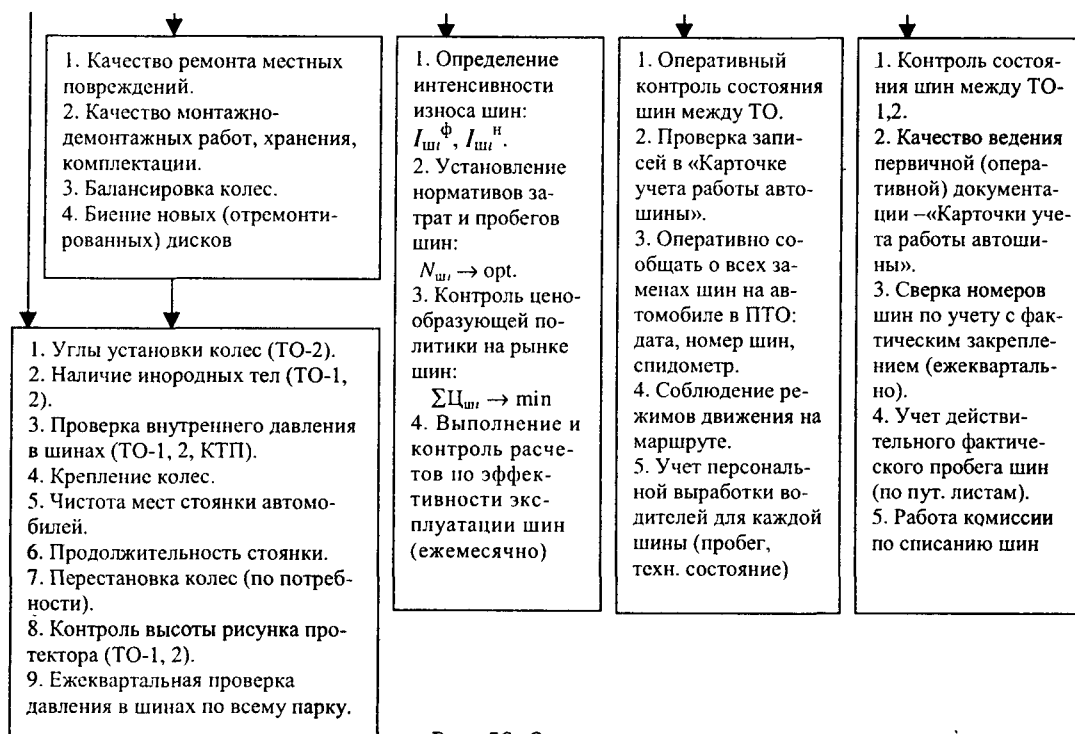 1. Качество ремонта местных
повреждений.
2. Качество монтажно-
демонтажных работ, хранения,
комплектации.
3. Балансировка колес.
4. Биение новых (отремонти-
рованных) дисков
1. Углы установки колес (ТО-2).
2. Наличие инородных тел (ТО-1,
2).
3. Проверка внутреннего давления
в шинах (ТО-1, 2, КТП).
4. Крепление колес.
5. Чистота мест стоянки автомо-
билей.
6. Продолжительность стоянки.
7. Перестановка колес (по потреб-
ности).
8. Контроль высоты рисунка про-
тектора (ТО-1, 2).
9. Ежеквартальная проверка
давления в шинах по всему парку.
1. Определение
интенсивности
износа шин:
I_шi^ф, I_шi^н.
2. Установление
нормативов за-
трат и пробегов
шин:
N_шi → opt.
3. Контроль цено-
образующей по-
литики на рынке
шин:
ΣЦ_шi → min
4. Выполнение и
контроль расче-
тов по эффек-
тивности экс-
плуатации шин
(ежемесячно)
1. Оперативный
контроль состояния
шин между ТО.
2. Проверка запи-
сей в «Карточке
учета работы авто-
шины».
3. Оперативно со-
общать о всех за-
менах шин на ав-
томобиле в ПТО:
дата, номер шин,
спидометр.
4. Соблюдение ре-
жимов движения на
маршруте.
5. Учет персональ-
ной выработки во-
дителей для каждой
шины (пробег,
техн. состояние)
1. Контроль состоя-
ния шин между ТО-
1,2.
2. Качество ведения
первичной (опера-
тивной) документа-
ции –«Карточки уче-
та работы автоши-
ны».
3. Сверка номеров
шин по учету с фак-
тическим закрепле-
нием (ежекварталь-
но).
4. Учет действи-
тельного фактиче-
ского пробега шин
(по пут. листам).
5. Работа комиссии
по списанию шин